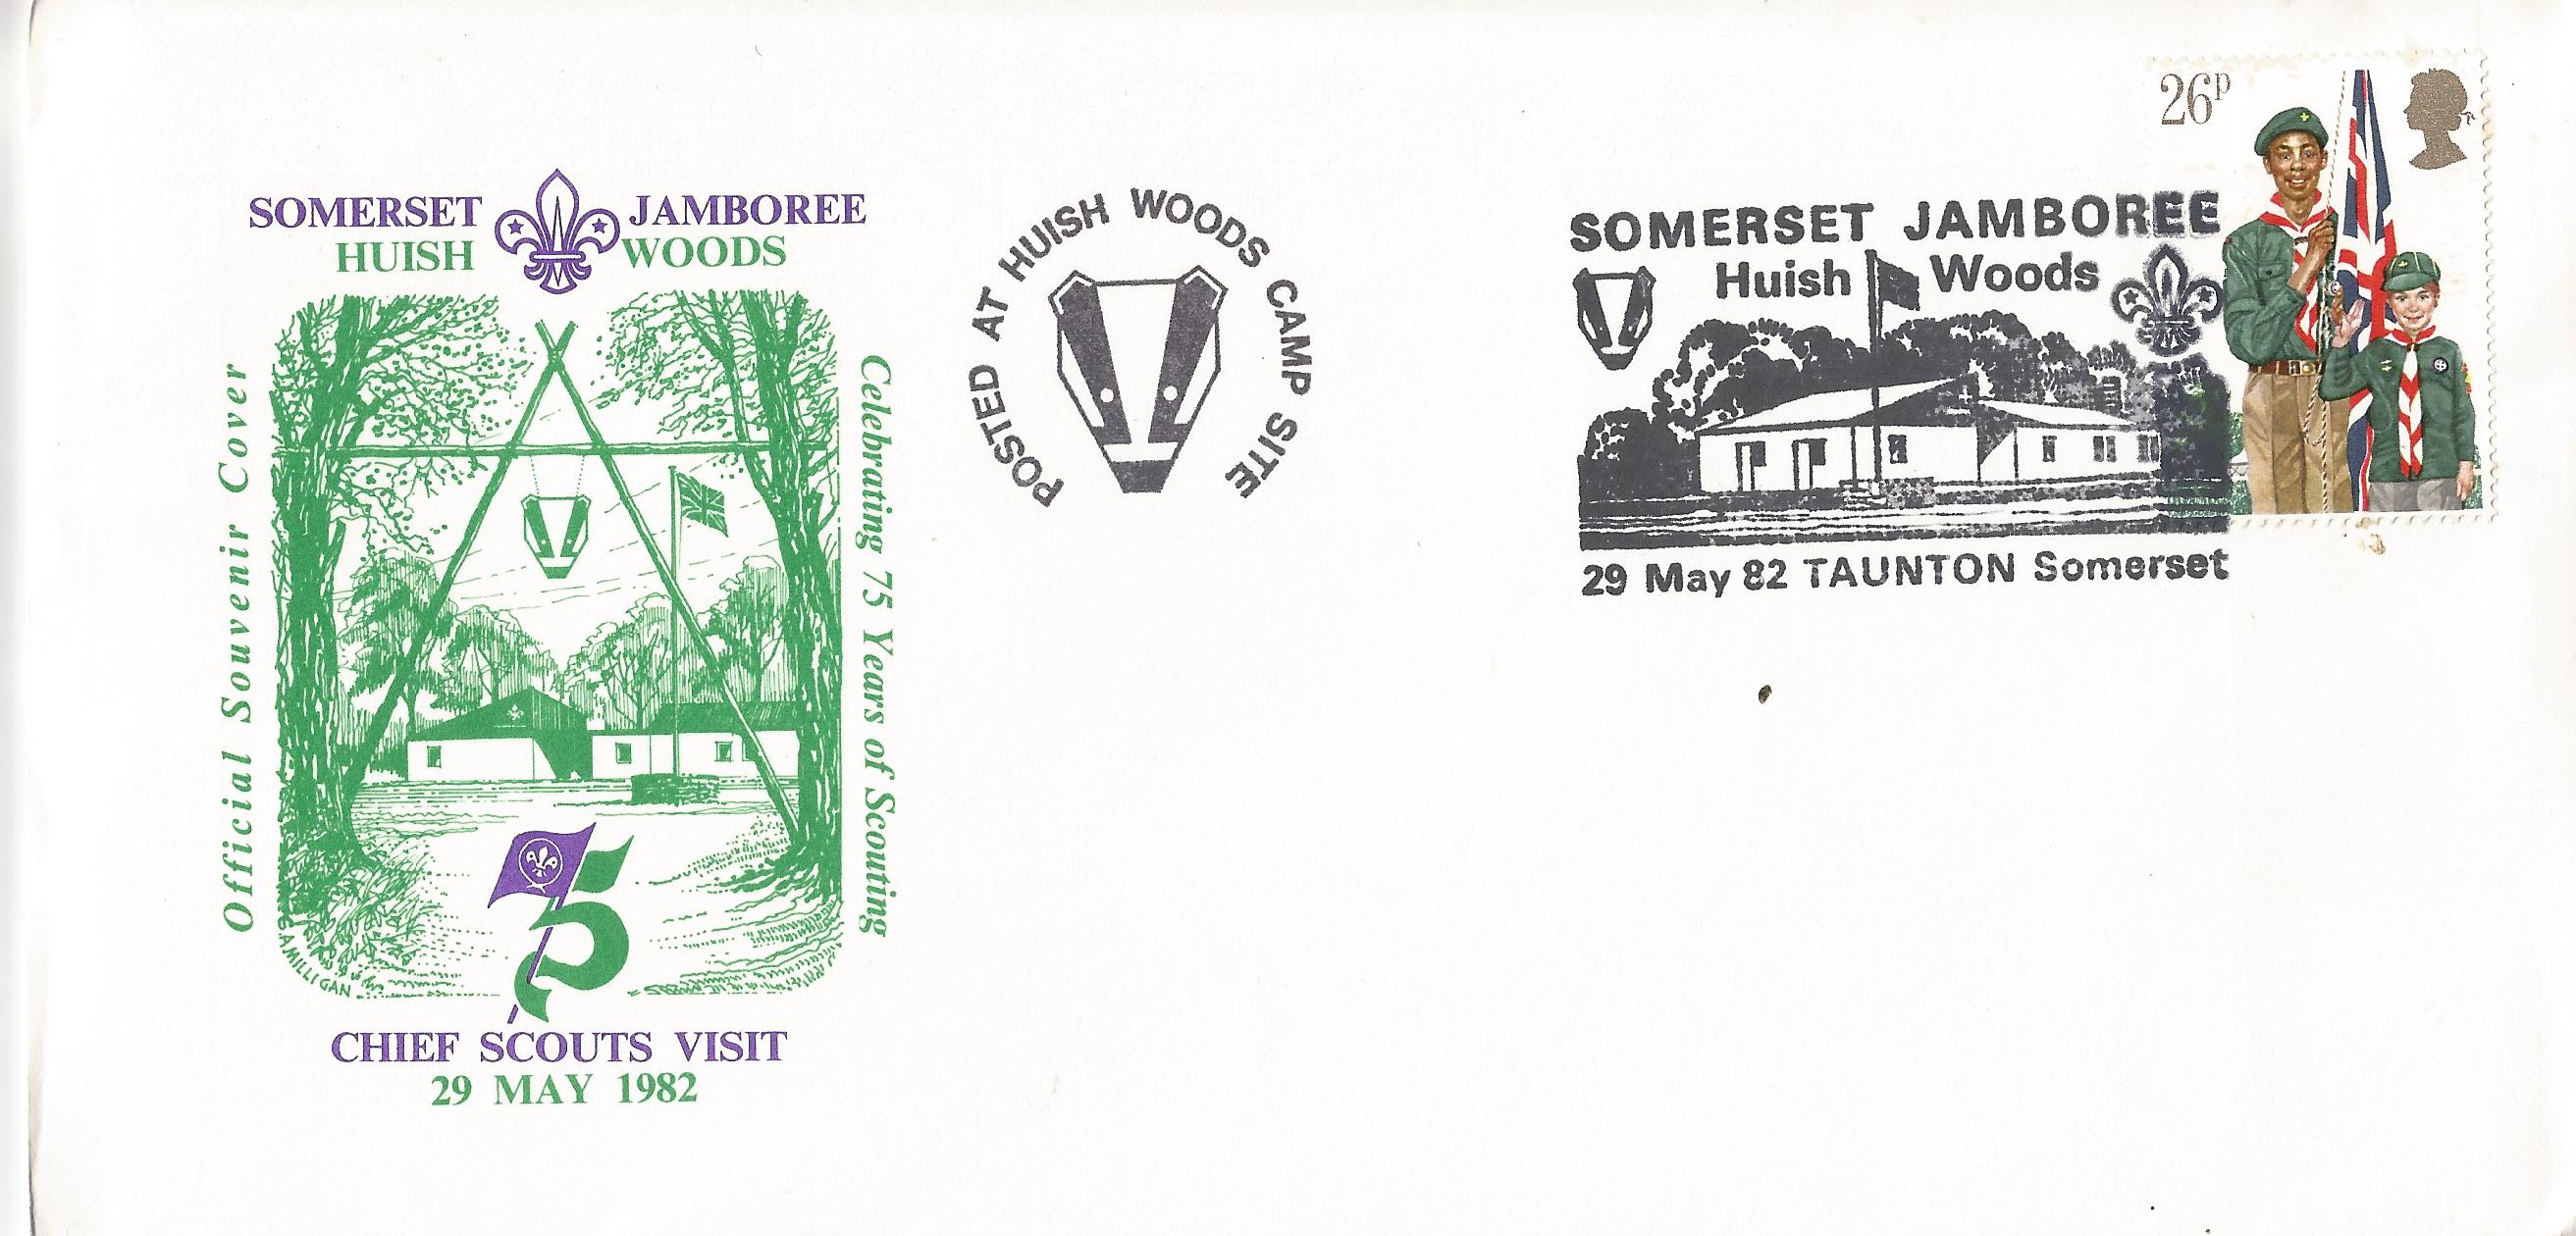 SOMERSET JAMBOREE
HUISH WOODS
Official Souvenir Cover
Celebrating 75 Years of Scouting
75
CHIEF SCOUTS VISIT
29 MAY 1982
POSTED AT HUISH WOODS CAMP SITE
SOMERSET JAMBOREE
Huish Woods
29 May 82 TAUNTON Somerset
26P